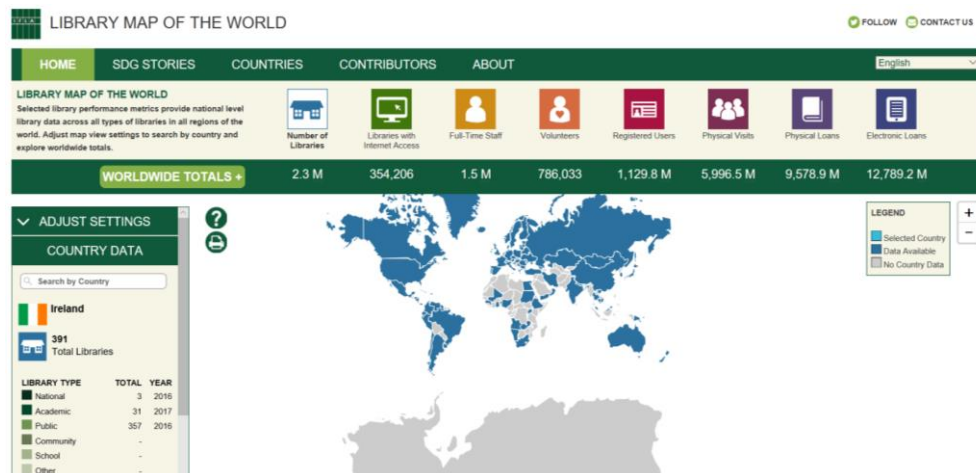 LIBRARY MAP OF THE WORLD
FOLLOW CONTACT US
HOME SDG STORIES COUNTRIES CONTRIBUTORS ABOUT English
LIBRARY MAP OF THE WORLD
Selected library performance metrics provide national level
library data across all types of libraries in all regions of the
world. Adjust map view settings to search by country and
explore worldwide totals.
Number of
Libraries
Libraries with
Internet Access
Full-Time Staff
Volunteers
Registered Users
Physical Visits
Physical Loans
Electronic Loans
WORLDWIDE TOTALS + 2.3 M 354,206 1.5 M 786,033 1,129.8 M 5,996.5 M 9,578.9 M 12,789.2 M
ADJUST SETTINGS
COUNTRY DATA
Search by Country
Ireland
391
Total Libraries
LIBRARY TYPE TOTAL YEAR
National 3 2016
Academic 31 2017
Public 357 2016
Community -
School -
Other -
?
LEGEND
Selected Country
Data Available
No Country Data
+
-